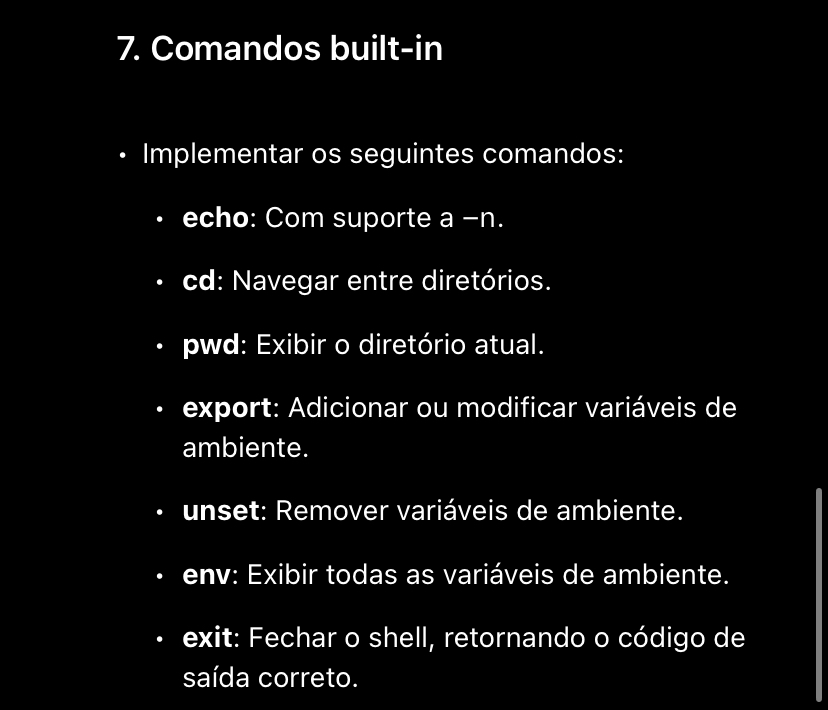 7. Comandos built-in
• Implementar os seguintes comandos:
• echo: Com suporte a –n.
• cd: Navegar entre diretórios.
• pwd: Exibir o diretório atual.
• export: Adicionar ou modificar variáveis de
ambiente.
• unset: Remover variáveis de ambiente.
• env: Exibir todas as variáveis de ambiente.
• exit: Fechar o shell, retornando o código de
saída correto.